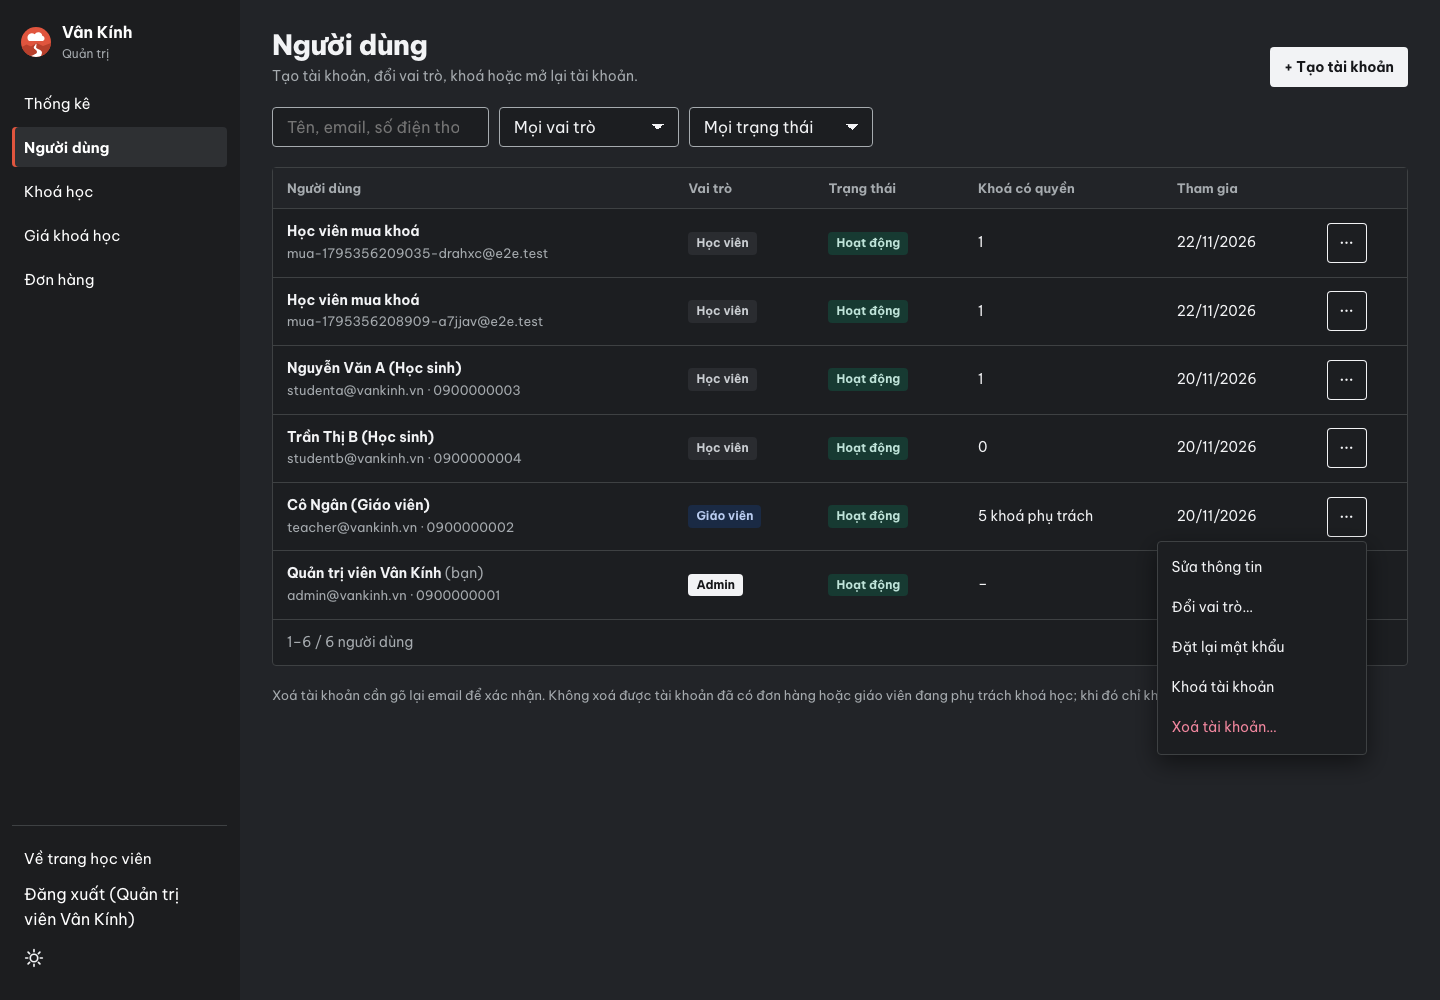 Vân Kính
Quản trị
Thống kê
Người dùng
Khoá học
Giá khoá học
Đơn hàng
Về trang học viên
Đăng xuất (Quản trị
viên Vân Kính)
Người dùng
Tạo tài khoản, đổi vai trò, khoá hoặc mở lại tài khoản.
+ Tạo tài khoản
Tên, email, số điện tho
Mọi vai trò
Mọi trạng thái
Người dùng Vai trò Trạng thái Khoá có quyền Tham gia
Học viên mua khoá
mua-1795356209035-drahxc@e2e.test
Học viên Hoạt động 1 22/11/2026 ···
Học viên mua khoá
mua-1795356208909-a7jjav@e2e.test
Học viên Hoạt động 1 22/11/2026 ···
Nguyễn Văn A (Học sinh)
studenta@vankinh.vn · 0900000003
Học viên Hoạt động 1 20/11/2026 ···
Trần Thị B (Học sinh)
studentb@vankinh.vn · 0900000004
Học viên Hoạt động 0 20/11/2026 ···
Cô Ngân (Giáo viên)
teacher@vankinh.vn · 0900000002
Giáo viên Hoạt động 5 khoá phụ trách 20/11/2026 ···
Quản trị viên Vân Kính (bạn)
admin@vankinh.vn · 0900000001
Admin Hoạt động –
1–6 / 6 người dùng
Xoá tài khoản cần gõ lại email để xác nhận. Không xoá được tài khoản đã có đơn hàng hoặc giáo viên đang phụ trách khoá học; khi đó chỉ kh
Sửa thông tin
Đổi vai trò…
Đặt lại mật khẩu
Khoá tài khoản
Xoá tài khoản…